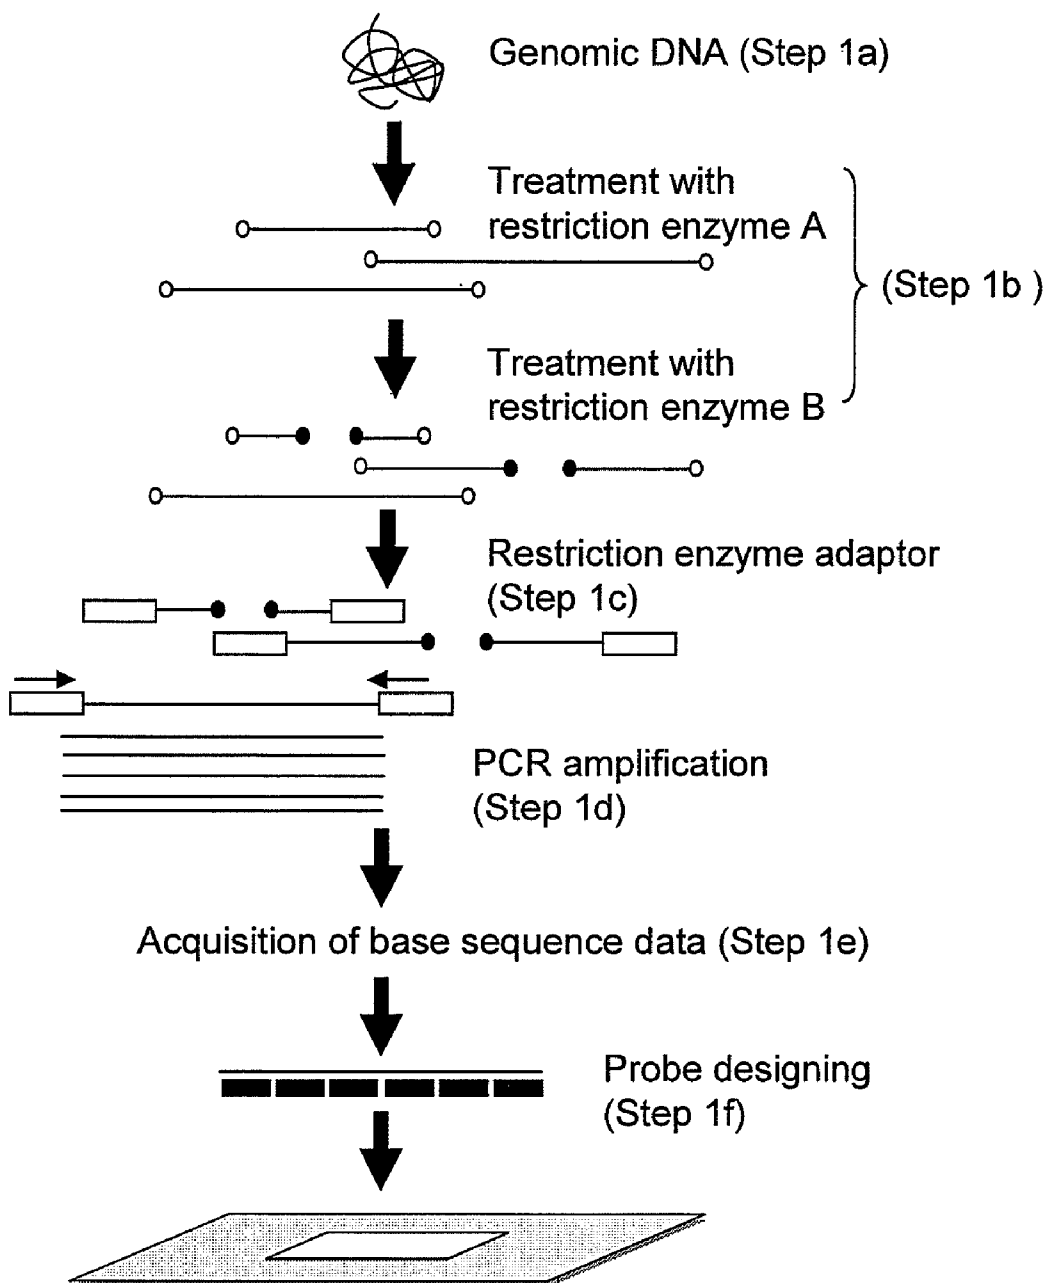 Genomic DNA (Step 1a)
Treatment with
restriction enzyme A
(Step 1b )
Treatment with
restriction enzyme B
Restriction enzyme adaptor
(Step 1c)
PCR amplification
(Step 1d)
Acquisition of base sequence data (Step 1e)
Probe designing
(Step 1f)